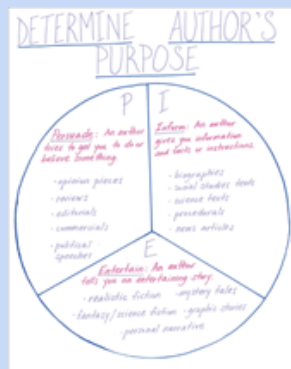 DETERMINE AUTHOR'S
PURPOSE
P
Persuade: An author
tries to get you to do or
believe something.
· opinion pieces
· reviews
· editorials
· commercials
· political
speeches
I
Inform: An author
gives you information
and facts or instructions.
· biographies
· social studies texts
· science texts
· procedurals
· news articles
E
Entertain: An author
tells you an entertaining story.
· realistic fiction · mystery tales
· fantasy/science fiction · graphic stories
· personal narrative